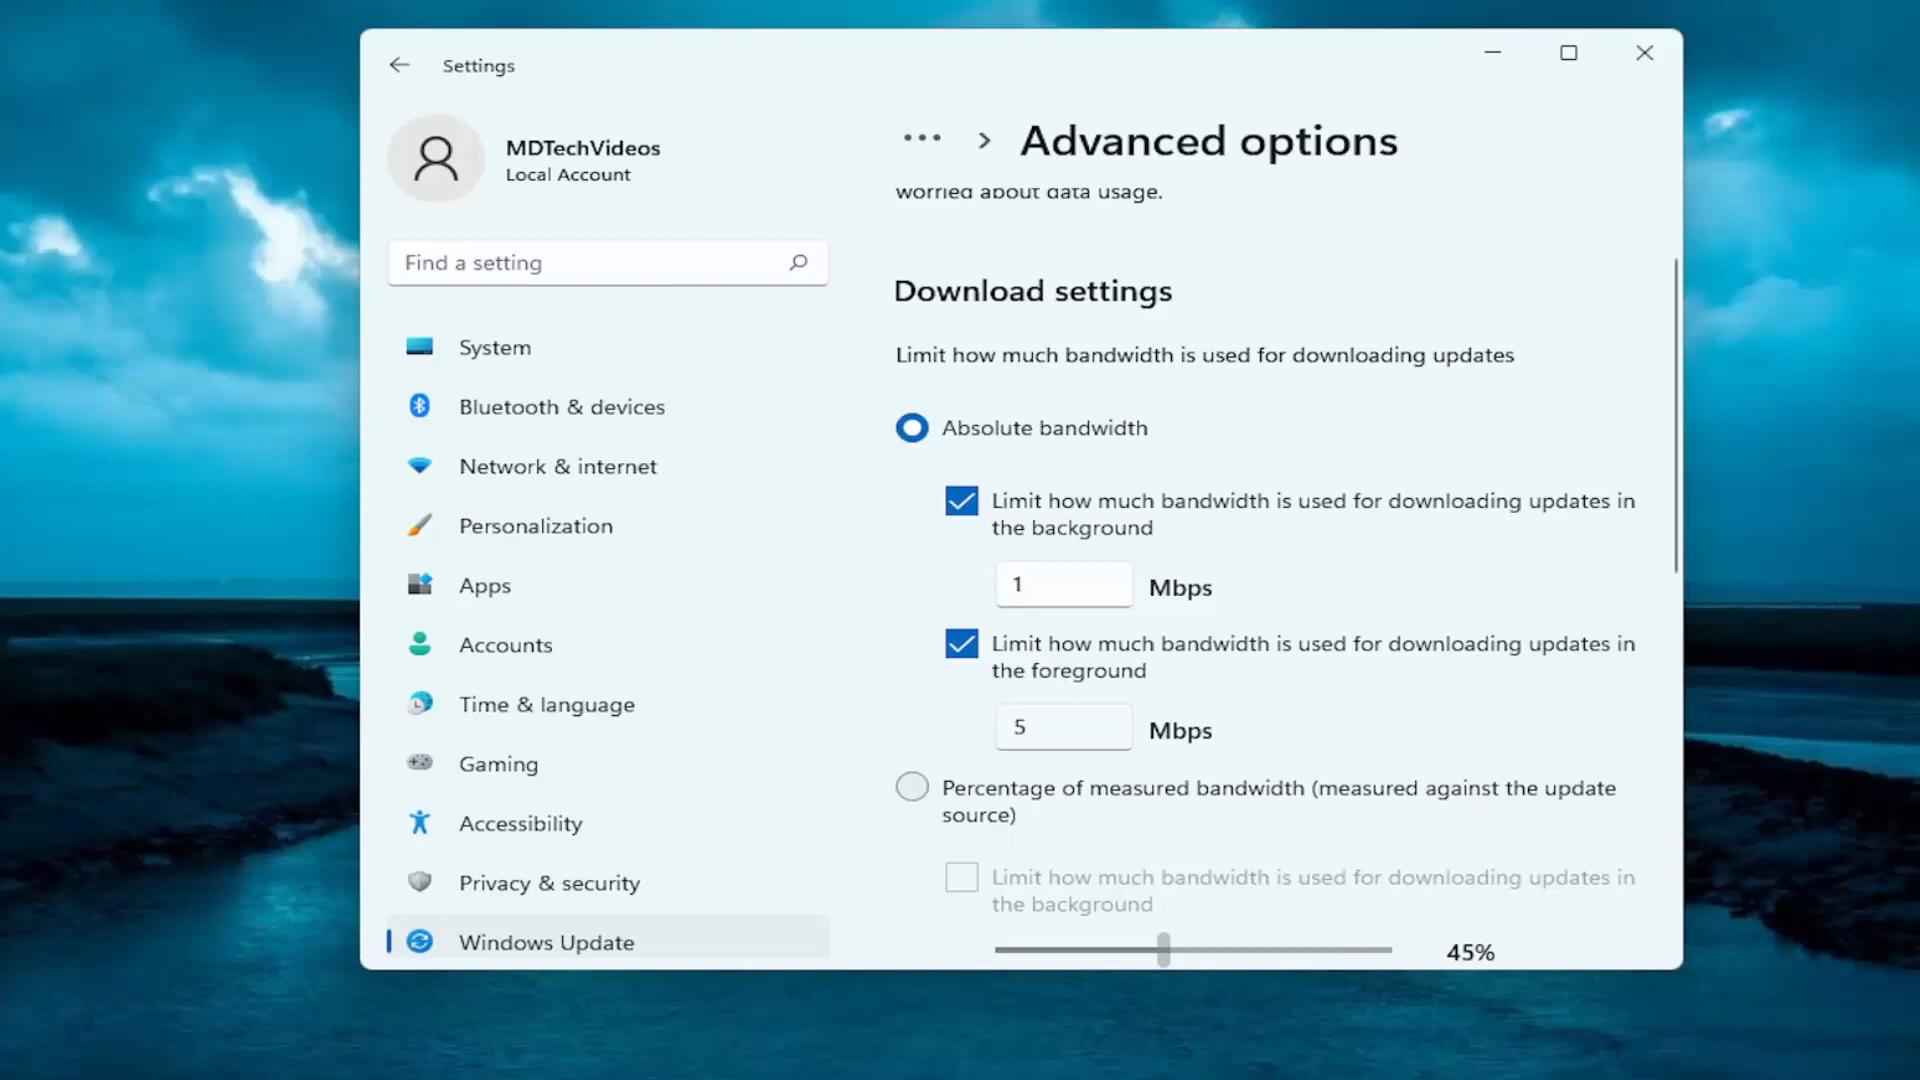 Settings
MDTechVideos
Local Account
Find a setting
System
Bluetooth & devices
Network & internet
Personalization
Apps
Accounts
Time & language
Gaming
Accessibility
Privacy & security
Windows Update
••• > Advanced options
worried about data usage.
Download settings
Limit how much bandwidth is used for downloading updates
Absolute bandwidth
Limit how much bandwidth is used for downloading updates in
the background
1 Mbps
Limit how much bandwidth is used for downloading updates in
the foreground
5 Mbps
Percentage of measured bandwidth (measured against the update
source)
Limit how much bandwidth is used for downloading updates in
the background
45%